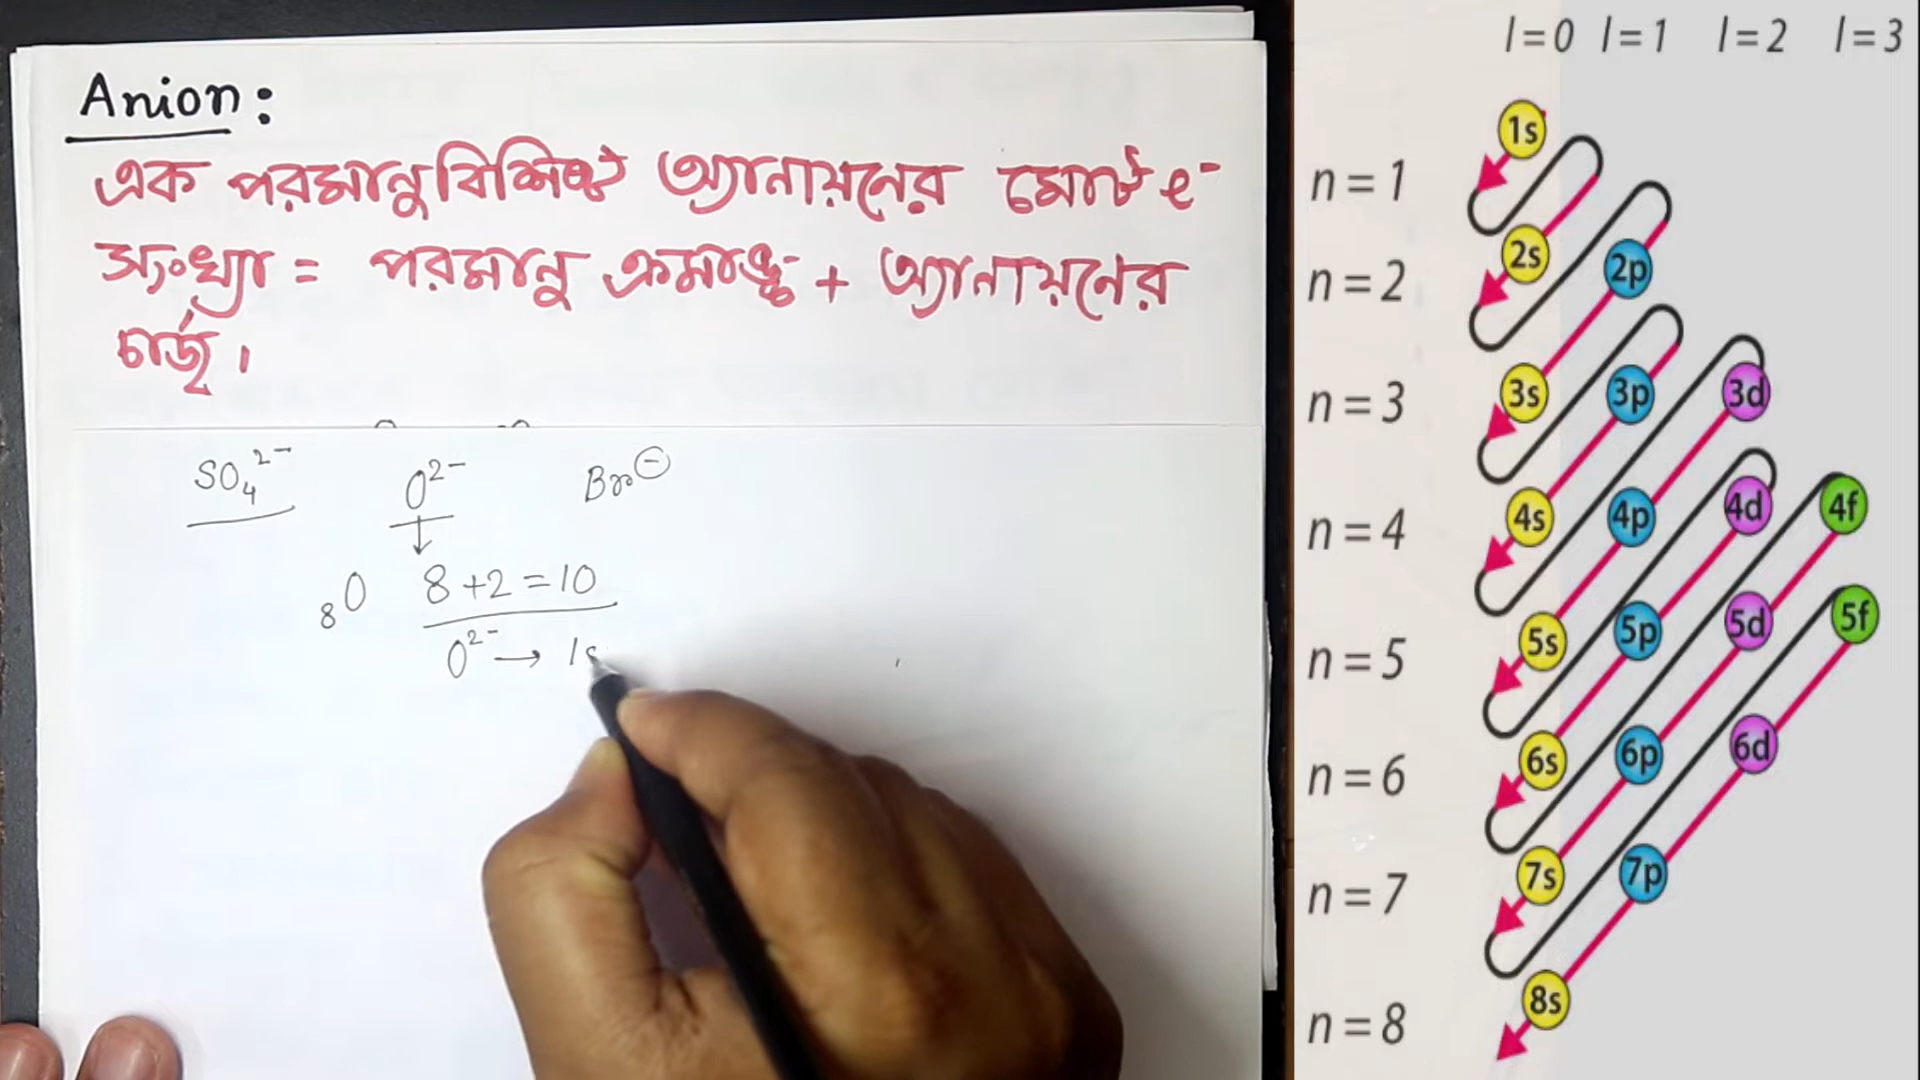 Anion:
এক পরমানু বিশিষ্ট অ্যানায়নের মোট e⁻
সংখ্যা = পরমানু ক্রমাঙ্ক + অ্যানায়নের
চার্জ।
SO₄²⁻ O²⁻ Br⊖
₈O 8+2=10
O²⁻ → 1s
l=0 l=1 l=2 l=3
1s
n=1
2s 2p
n=2
3s 3p 3d
n=3
4s 4p 4d 4f
n=4
5s 5p 5d 5f
n=5
6s 6p 6d
n=6
7s 7p
n=7
8s
n=8